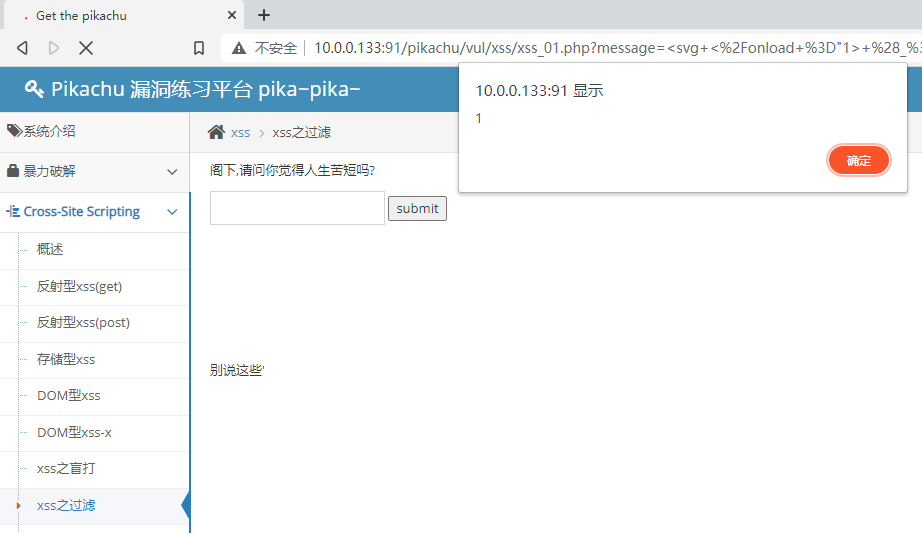 Get the pikachu
不安全 10.0.0.133:91/pikachu/vul/xss/xss_01.php?message=<svg+<%2Fonload+%3D"1>+%28_%
Pikachu 漏洞练习平台 pika~pika~
10.0.0.133:91 显示
1
确定
系统介绍
xss > xss之过滤
暴力破解
阁下,请问你觉得人生苦短吗?
submit
Cross-Site Scripting
概述
反射型xss(get)
反射型xss(post)
存储型xss
别说这些'
DOM型xss
DOM型xss-x
xss之盲打
xss之过滤